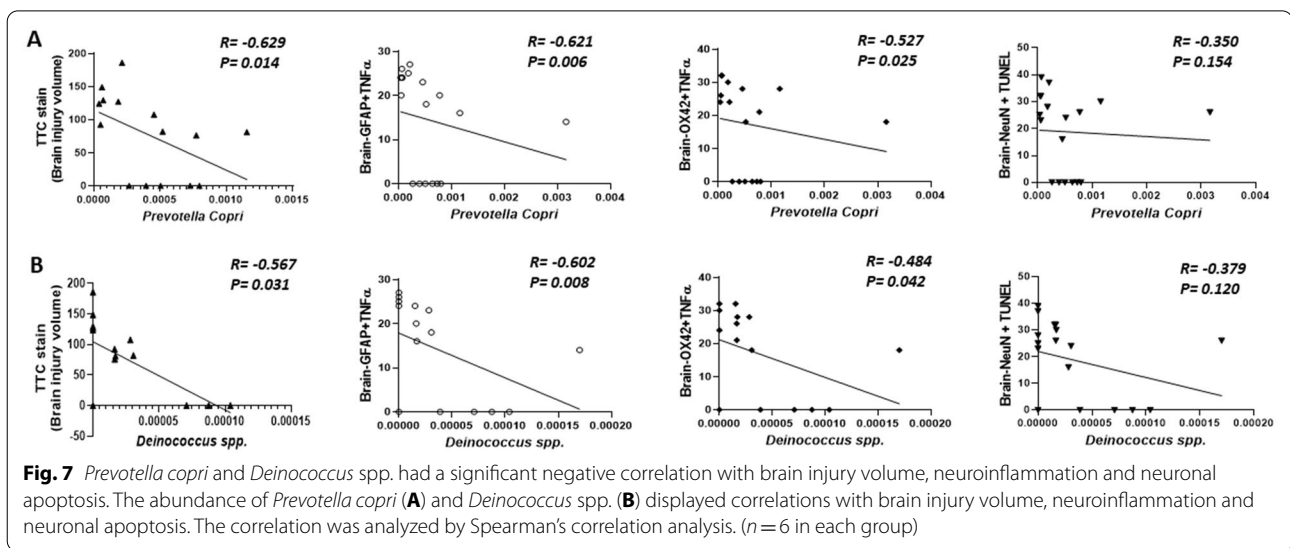 A
R= -0.629
P= 0.014
R= -0.621
P= 0.006
R= -0.527
P= 0.025
R= -0.350
P= 0.154
TTC stain
(Brain injury volume)
200
150
100
50
0
0.0000 0.0005 0.0010 0.0015
Prevotella Copri
Brain-GFAP+TNFα
30
20
10
0
0.000 0.001 0.002 0.003 0.004
Prevotella Copri
Brain-OX42+TNFα
40
30
20
10
0
0.000 0.001 0.002 0.003 0.004
Prevotella Copri
Brain-NeuN + TUNEL
50
40
30
20
10
0
0.000 0.001 0.002 0.003 0.004
Prevotella Copri
B
R= -0.567
P= 0.031
R= -0.602
P= 0.008
R= -0.484
P= 0.042
R= -0.379
P= 0.120
TTC stain
(Brain injury volume)
200
150
100
50
0
-50
0.00000 0.00005 0.00010 0.00015
Deinococcus spp.
Brain-GFAP+TNFα
30
20
10
0
0.00000 0.00005 0.00010 0.00015 0.00020
Deinococcus spp.
Brain-OX42+TNFα
40
30
20
10
0
0.00000 0.00005 0.00010 0.00015 0.00020
Deinococcus spp.
Brain-NeuN + TUNEL
50
40
30
20
10
0
0.00000 0.00005 0.00010 0.00015 0.00020
Deinococcus spp.
Fig. 7 Prevotella copri and Deinococcus spp. had a significant negative correlation with brain injury volume, neuroinflammation and neuronal
apoptosis. The abundance of Prevotella copri (A) and Deinococcus spp. (B) displayed correlations with brain injury volume, neuroinflammation and
neuronal apoptosis. The correlation was analyzed by Spearman's correlation analysis. (n = 6 in each group)